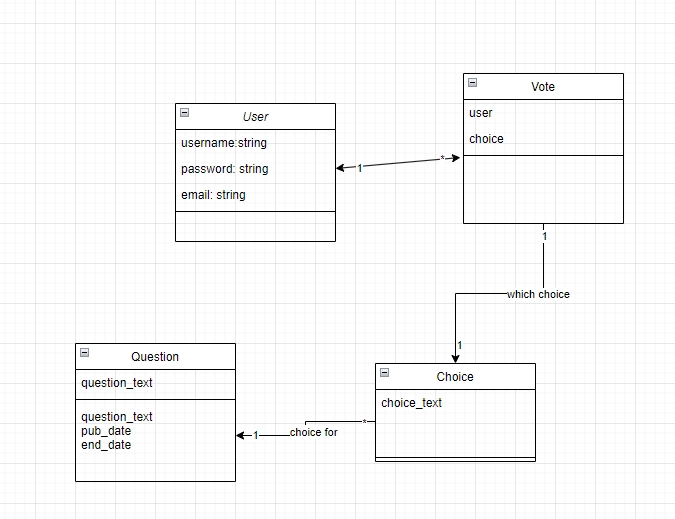 User
username:string
password: string
email: string
Vote
user
choice
1
*
1
which choice
1
Question
question_text
question_text
pub_date
end_date
Choice
choice_text
1
choice for
*